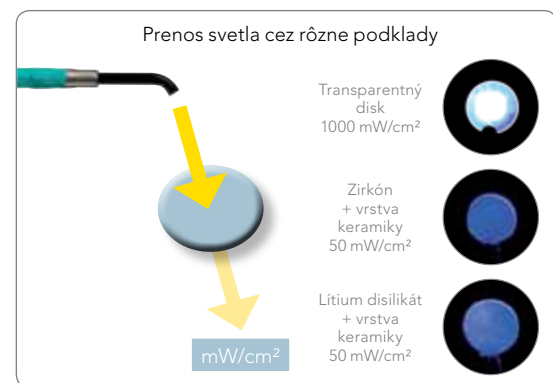 Prenos svetla cez rôzne podklady
Transparentný
disk
1000 mW/cm²
Zirkón
+ vrstva
keramiky
50 mW/cm²
Lítium disilikát
+ vrstva
keramiky
50 mW/cm²
mW/cm²